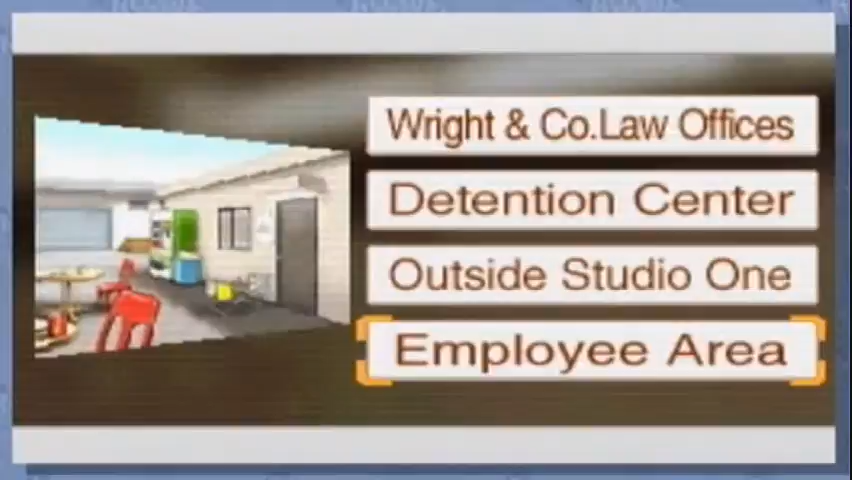 Wright & Co.Law Offices
Detention Center
Outside Studio One
Employee Area